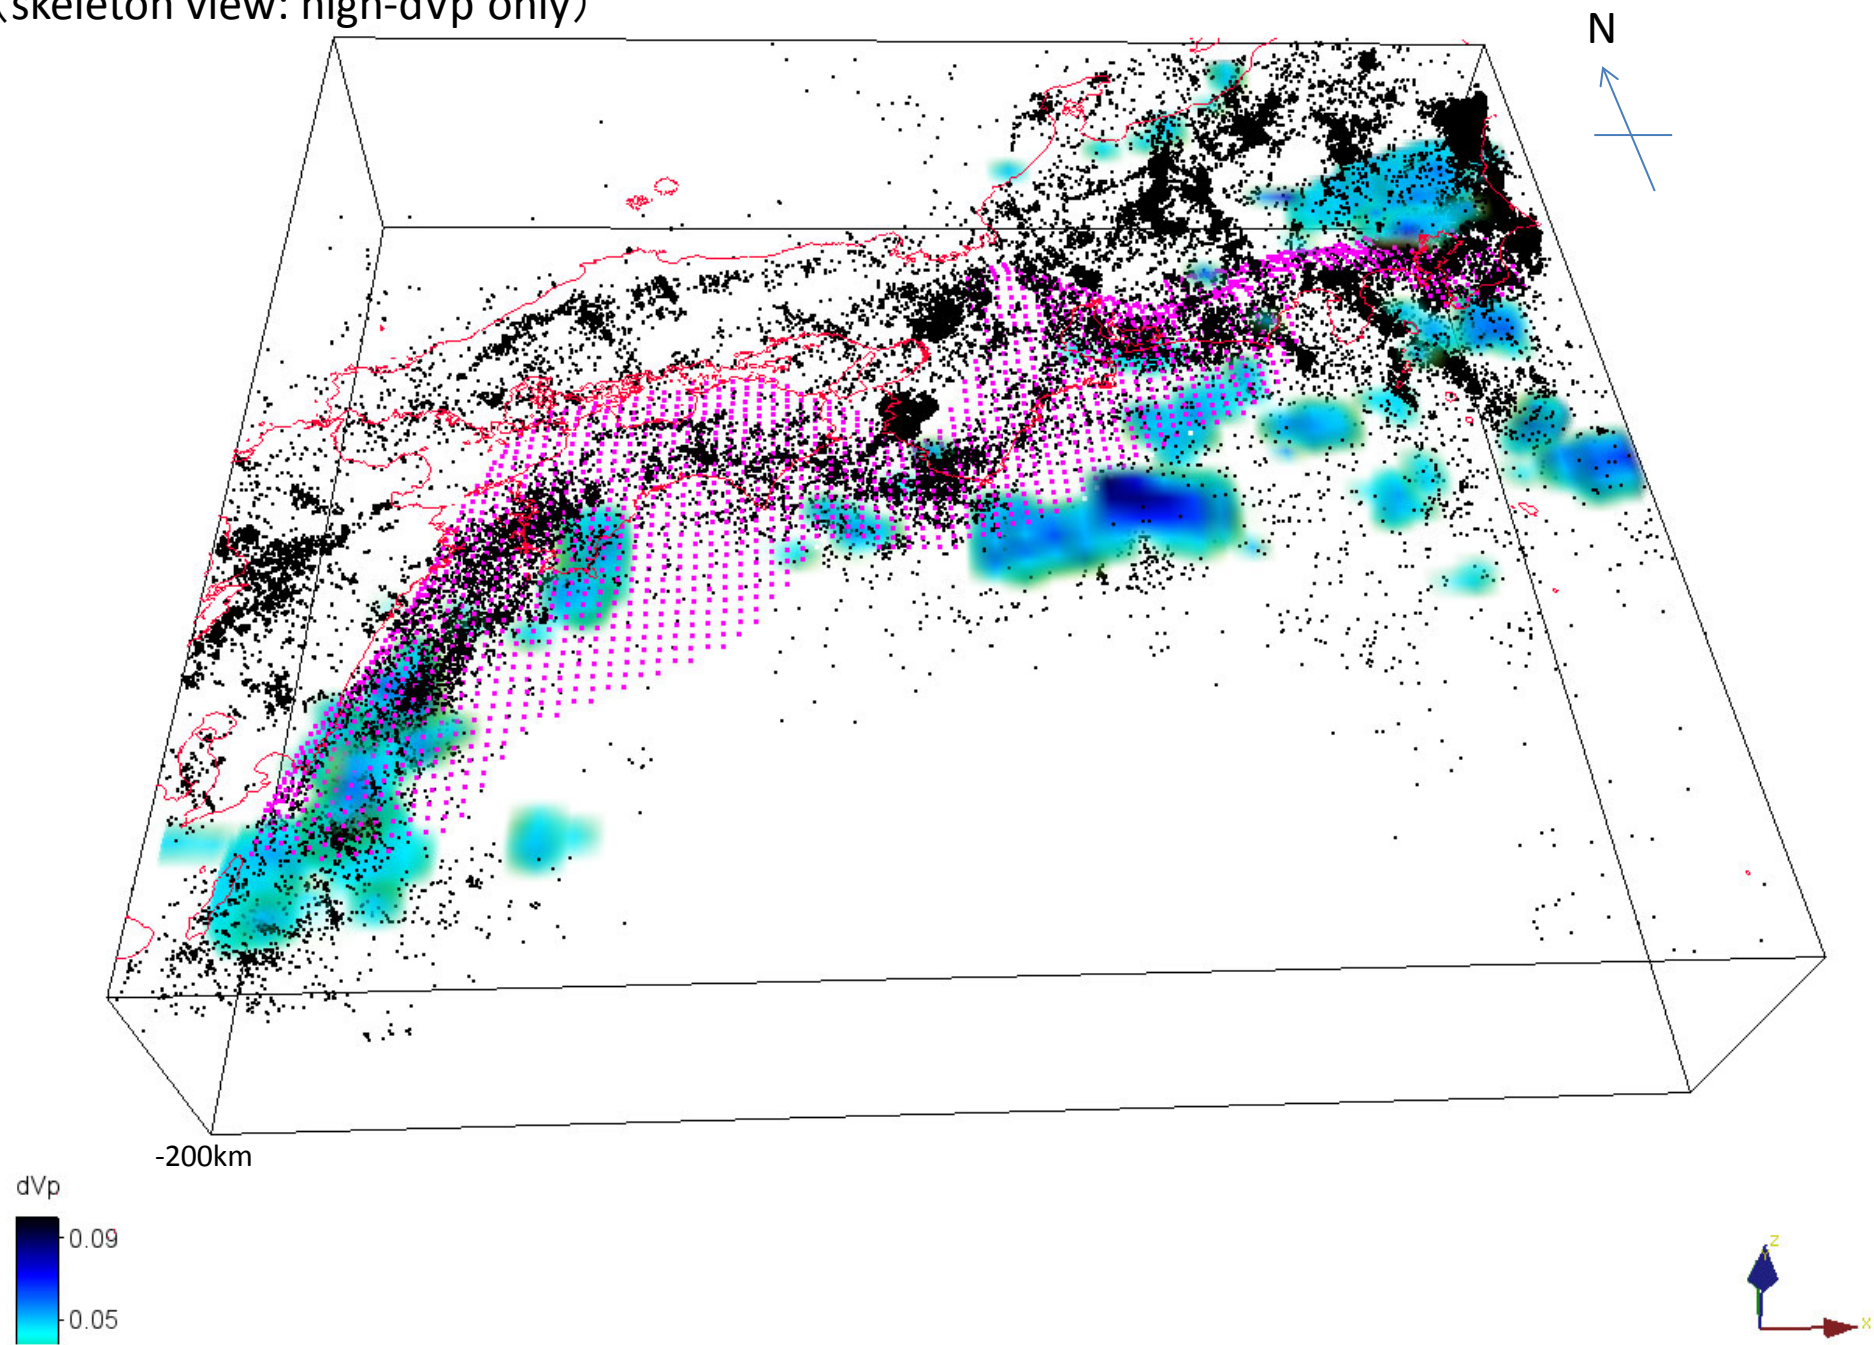 （skeleton view: high-dVp only）
N
-200km
dVp
0.09
0.05
z
x